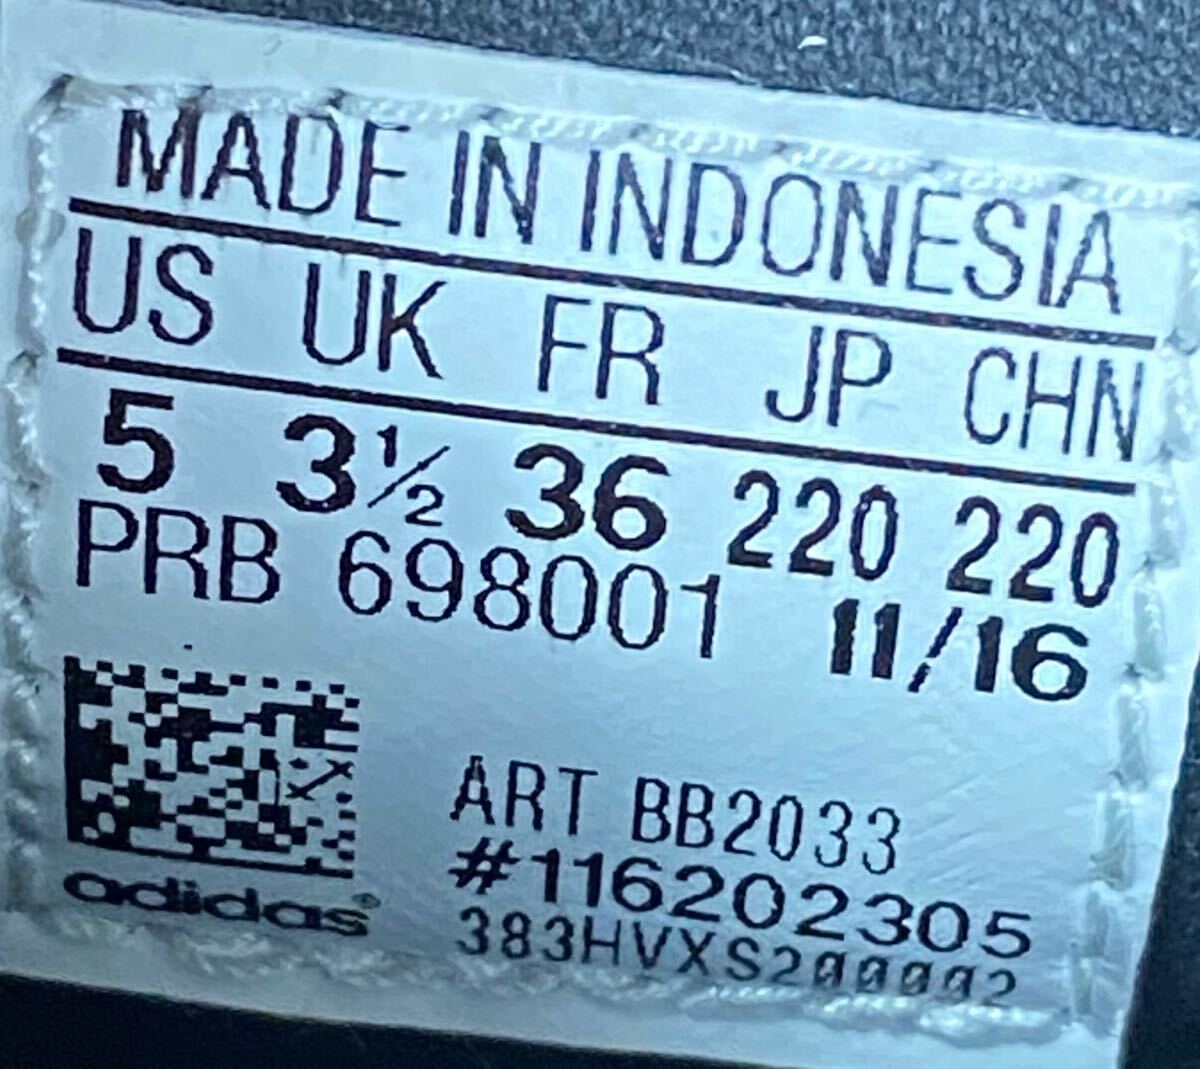 MADE IN INDONESIA
US UK FR JP CHN
5 3½ 36 220 220
PRB 698001 11/16
ART BB2033
#116202305
adidas®